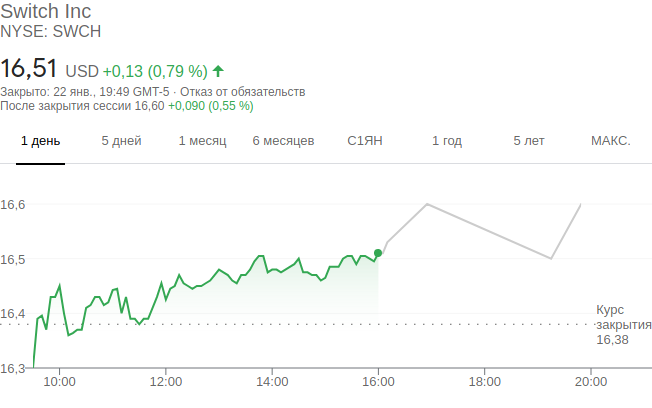 Switch Inc
NYSE: SWCH
16,51 USD +0,13 (0,79 %)
Закрыто: 22 янв., 19:49 GMT-5 · Отказ от обязательств
После закрытия сессии 16,60 +0,090 (0,55 %)
1 день 5 дней 1 месяц 6 месяцев С1ЯН 1 год 5 лет МАКС.
16,6
16,5
16,4
16,3
Курс
закрытия
16,38
10:00 12:00 14:00 16:00 18:00 20:00